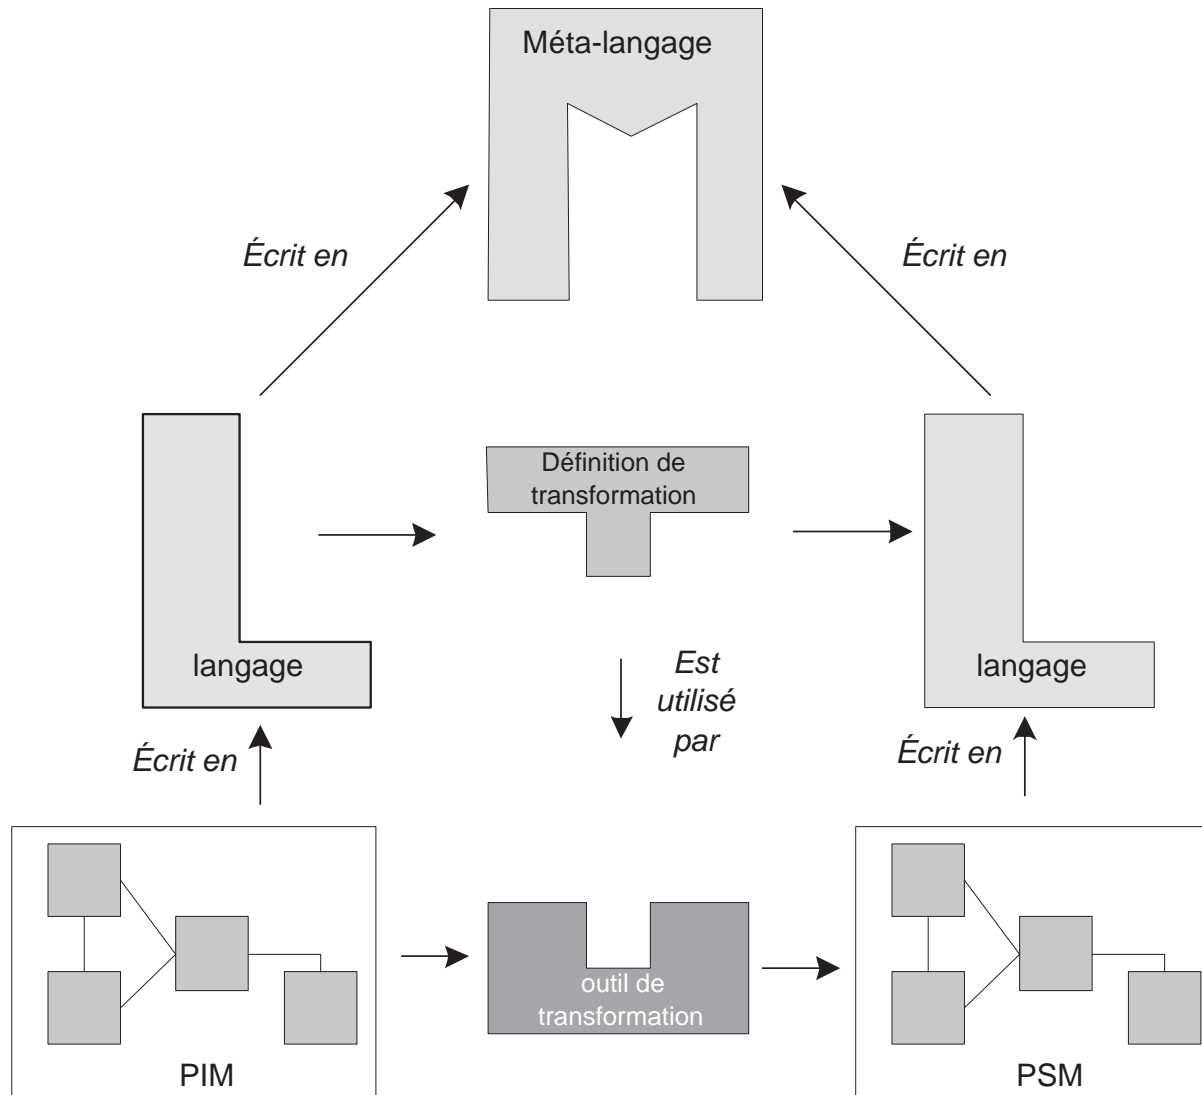 Méta-langage
Écrit en
Écrit en
Définition de
transformation
langage
Est
utilisé
par
langage
Écrit en
Écrit en
outil de
transformation
PIM
PSM